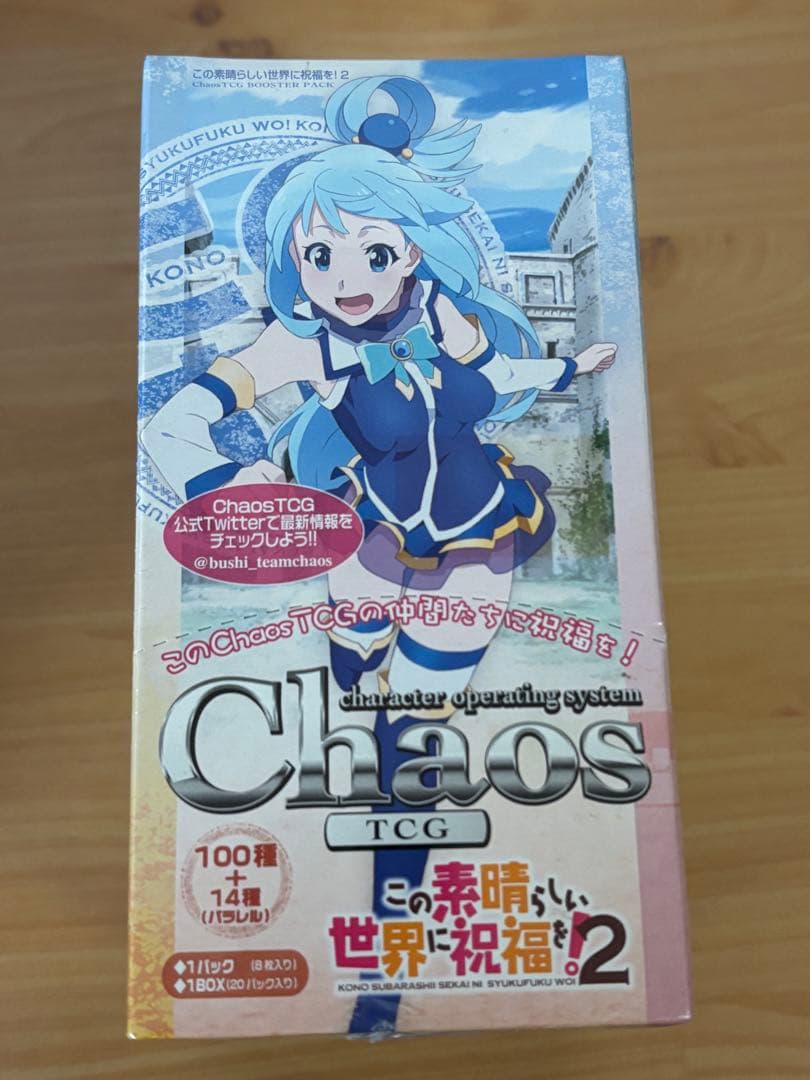 この素晴らしい世界に祝福を!2
ChaosTCG BOOSTER PACK
SYUKUFUKU WO! KONO
SEKAI NI S
KONO
ChaosTCG
公式Twitterで最新情報を
チェックしよう!!
@bushi_teamchaos
このChaosTCGの仲間たちに祝福を!
character operating system
Chaos
TCG
100種
+
14種
(パラレル)
この素晴らしい
世界に祝福を!2
KONO SUBARASHII SEKAI NI SYUKUFUKU WO!
◆1パック (8枚入り)
◆1BOX(20パック入り)